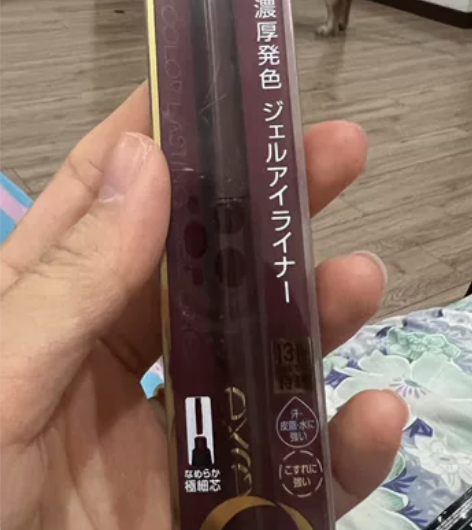 濃厚発色 ジェルアイライナー
汗・
皮脂・水に
強い
こすれに
強い
なめらか
極細芯